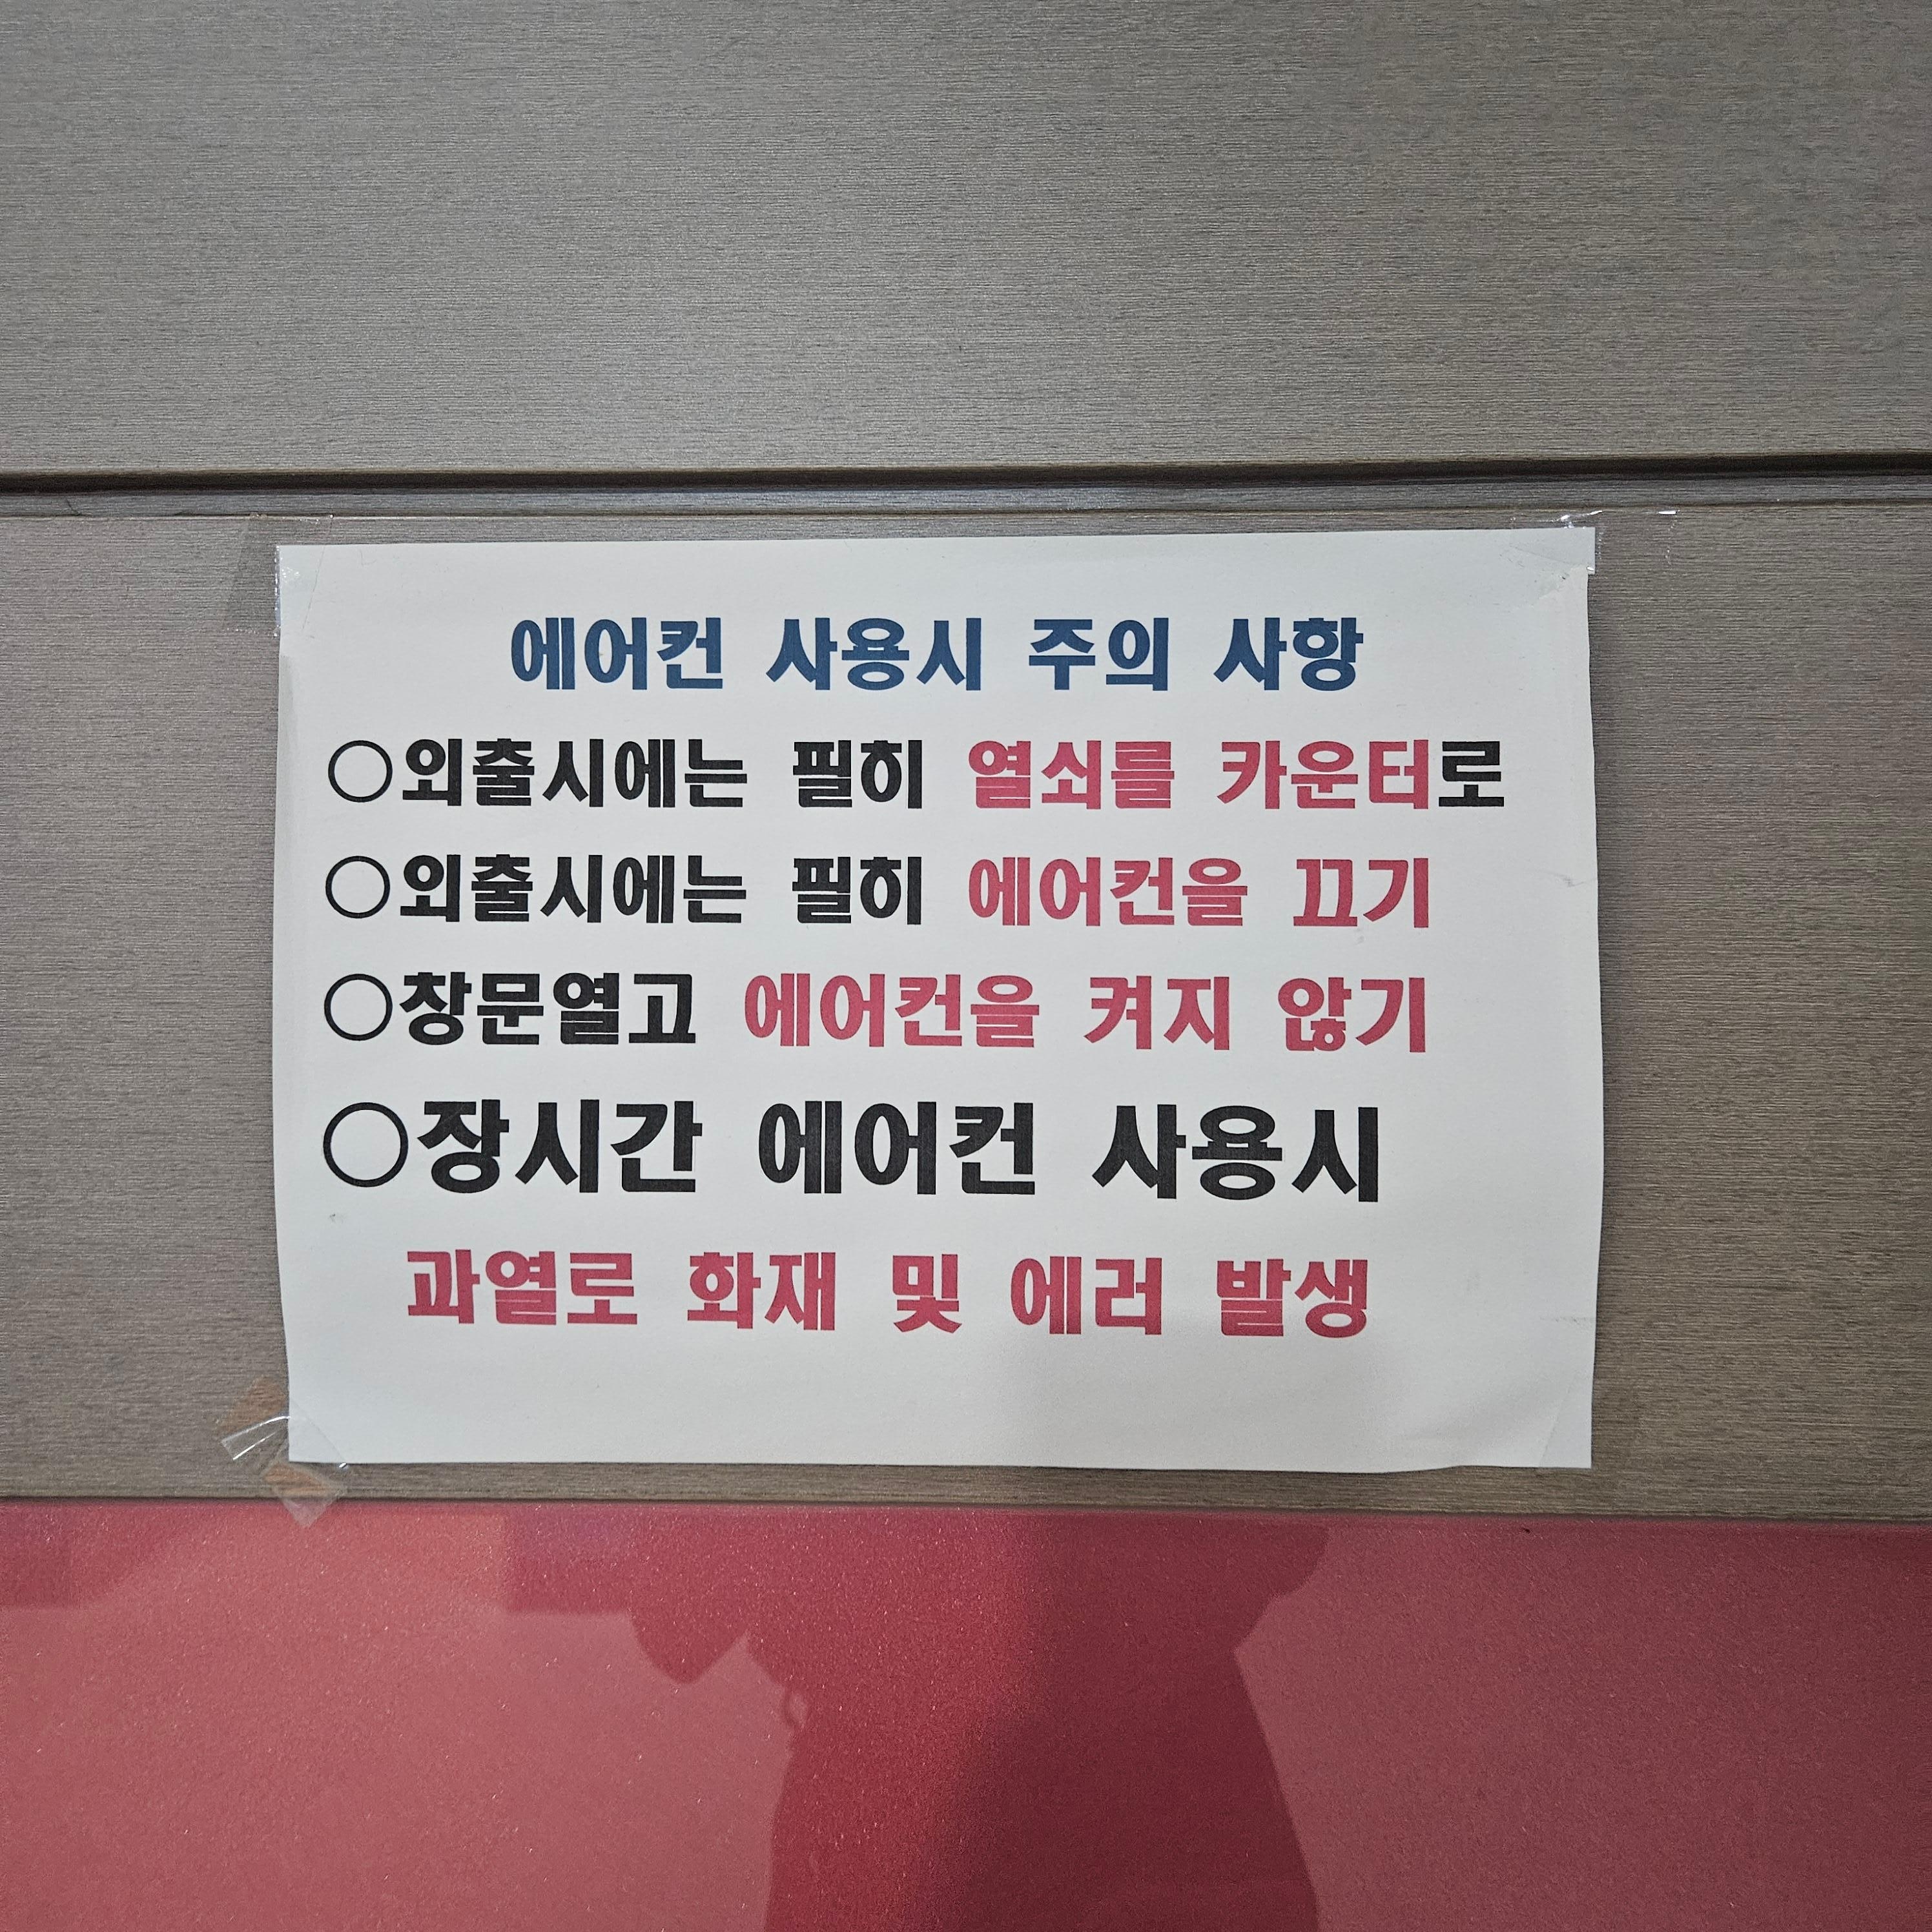 에어컨 사용시 주의 사항
○외출시에는 필히 열쇠를 카운터로
○외출시에는 필히 에어컨을 끄기
○창문열고 에어컨을 켜지 않기
○장시간 에어컨 사용시
과열로 화재 및 에러 발생